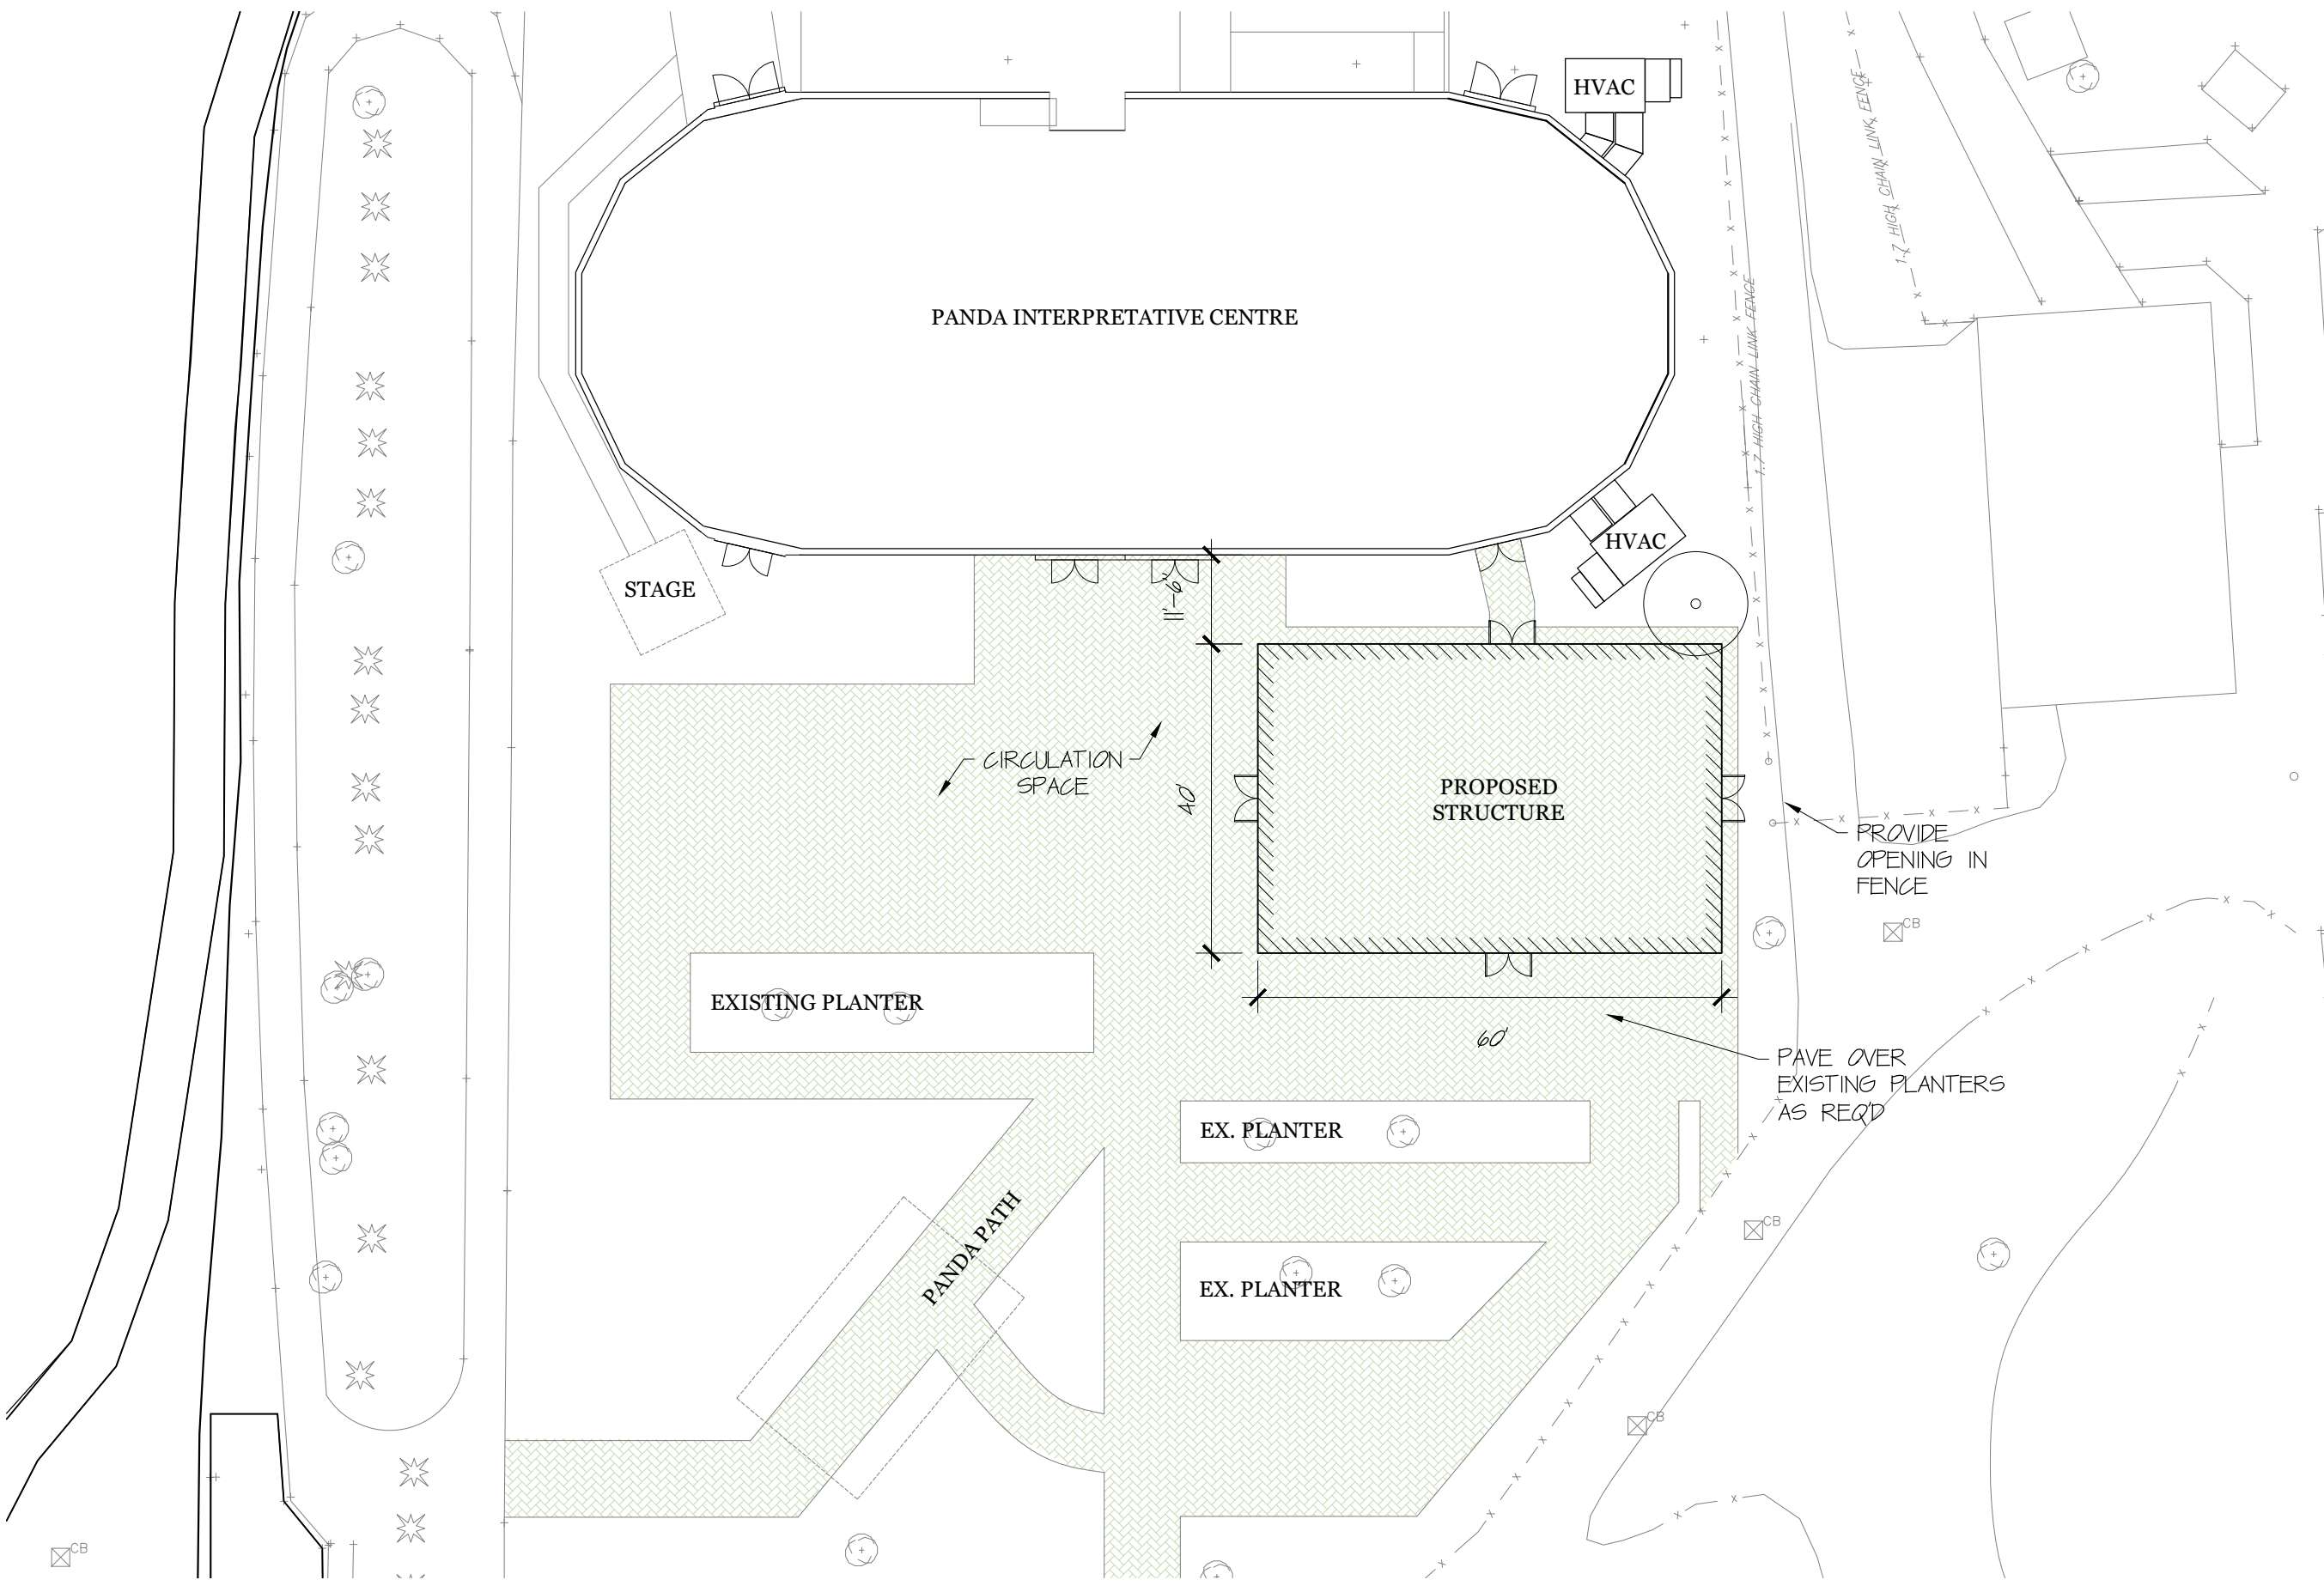 HVAC
1.7 HIGH CHAIN LINK FENCE
PANDA INTERPRETATIVE CENTRE
1.7 HIGH CHAIN LINK FENCE
HVAC
STAGE
11'-6"
CIRCULATION
SPACE
40'
PROPOSED
STRUCTURE
PROVIDE
OPENING IN
FENCE
CB
EXISTING PLANTER
60'
PAVE OVER
EXISTING PLANTERS
AS REQ'D
EX. PLANTER
PANDA PATH
CB
EX. PLANTER
CB
CB